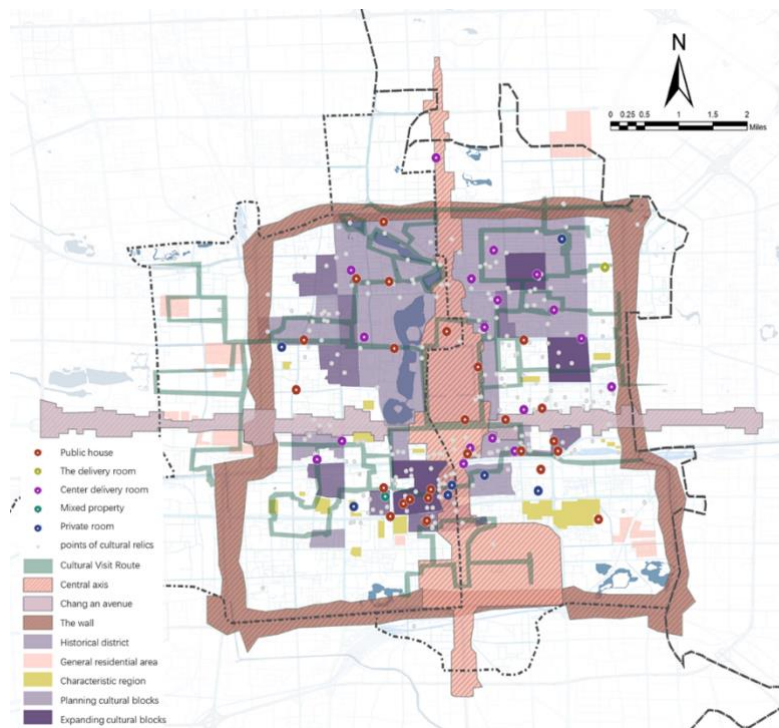 N
0 0.25 0.5 1 1.5 2
Miles
Public house
The delivery room
Center delivery room
Mixed property
Private room
points of cultural relics
Cultural Visit Route
Central axis
Chang an avenue
The wall
Historical district
General residential area
Characteristic region
Planning cultural blocks
Expanding cultural blocks